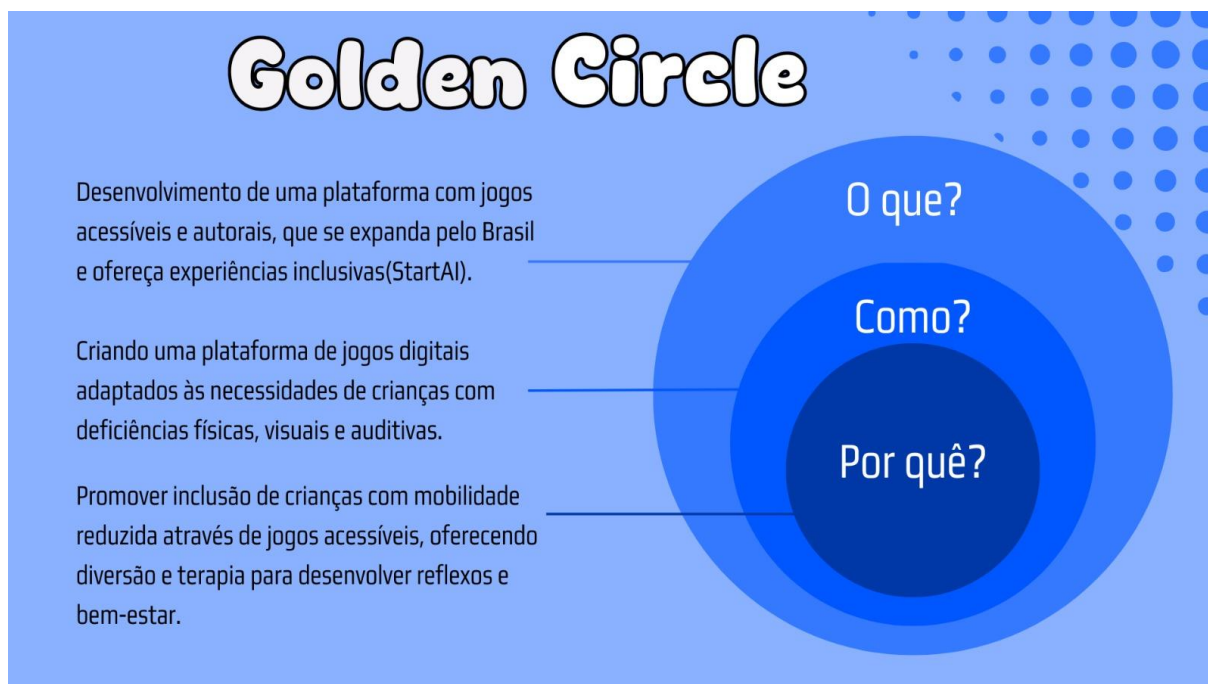 Golden Circle
Desenvolvimento de uma plataforma com jogos
acessíveis e autorais, que se expanda pelo Brasil
e ofereça experiências inclusivas(StartAI).
Criando uma plataforma de jogos digitais
adaptados às necessidades de crianças com
deficiências físicas, visuais e auditivas.
Promover inclusão de crianças com mobilidade
reduzida através de jogos acessíveis, oferecendo
diversão e terapia para desenvolver reflexos e
bem-estar.
O que?
Como?
Por quê?